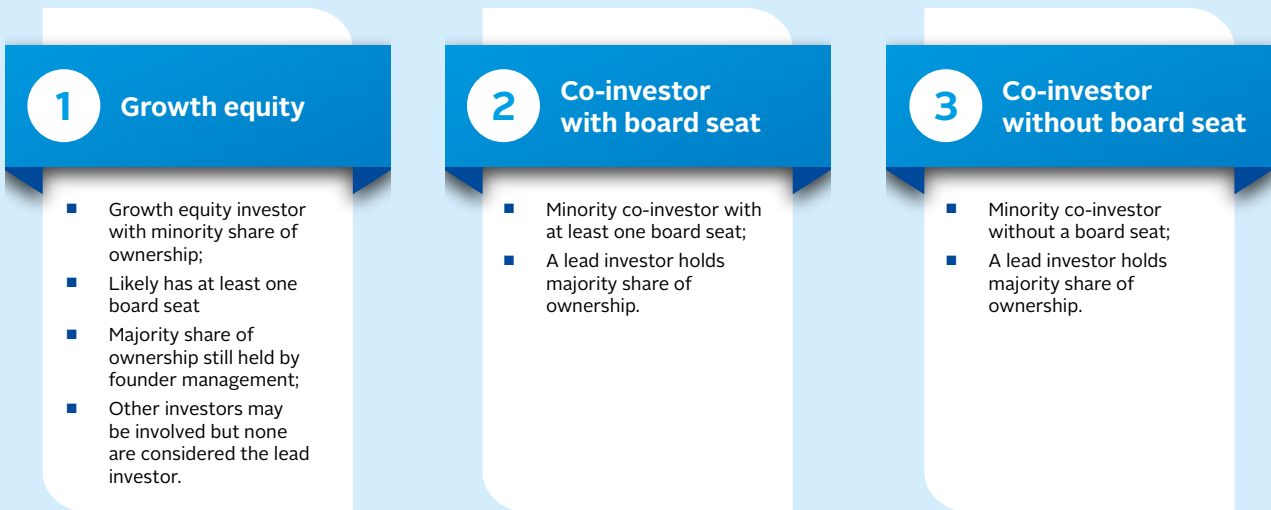 1
Growth equity
■ Growth equity investor
with minority share of
ownership;
■ Likely has at least one
board seat
■ Majority share of
ownership still held by
founder management;
■ Other investors may
be involved but none
are considered the lead
investor.
2
Co-investor
with board seat
■ Minority co-investor with
at least one board seat;
■ A lead investor holds
majority share of
ownership.
3
Co-investor
without board seat
■ Minority co-investor
without a board seat;
■ A lead investor holds
majority share of
ownership.